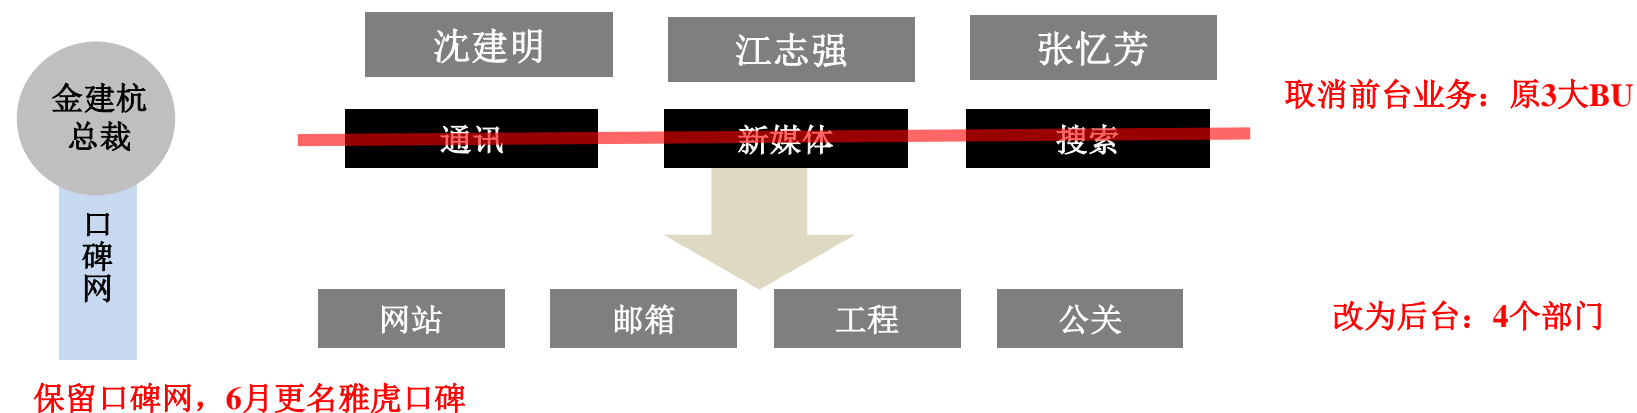 沈建明
江志强
张忆芳
金建杭
总裁
取消前台业务：原3大BU
通讯
新媒体
搜索
口
碑
网
网站
邮箱
工程
公关
改为后台：4个部门
保留口碑网，6月更名雅虎口碑